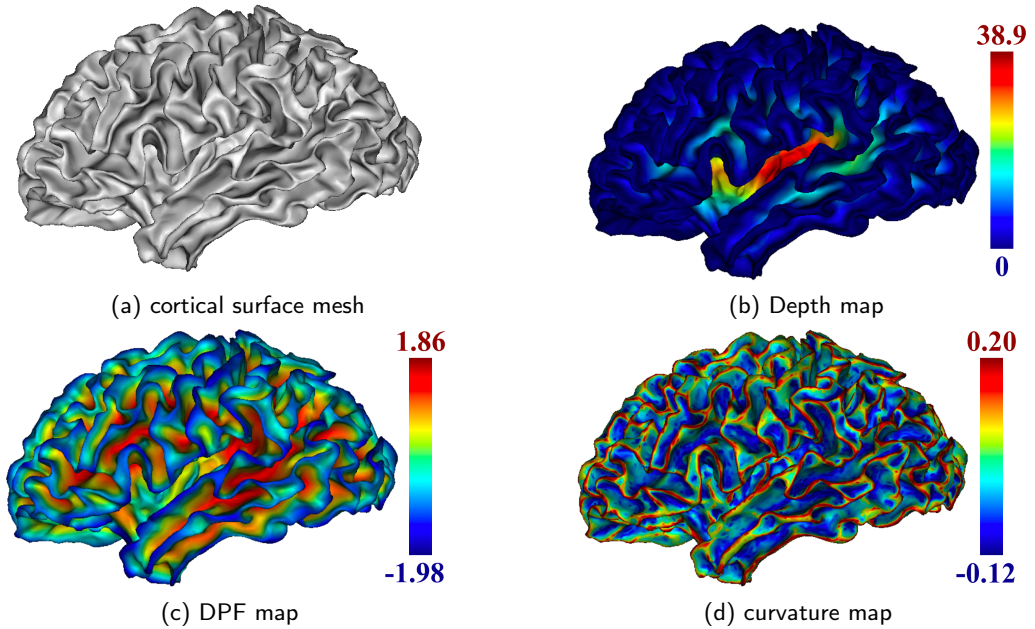 38.9
0
(a) cortical surface mesh
(b) Depth map
1.86
-1.98
0.20
-0.12
(c) DPF map
(d) curvature map